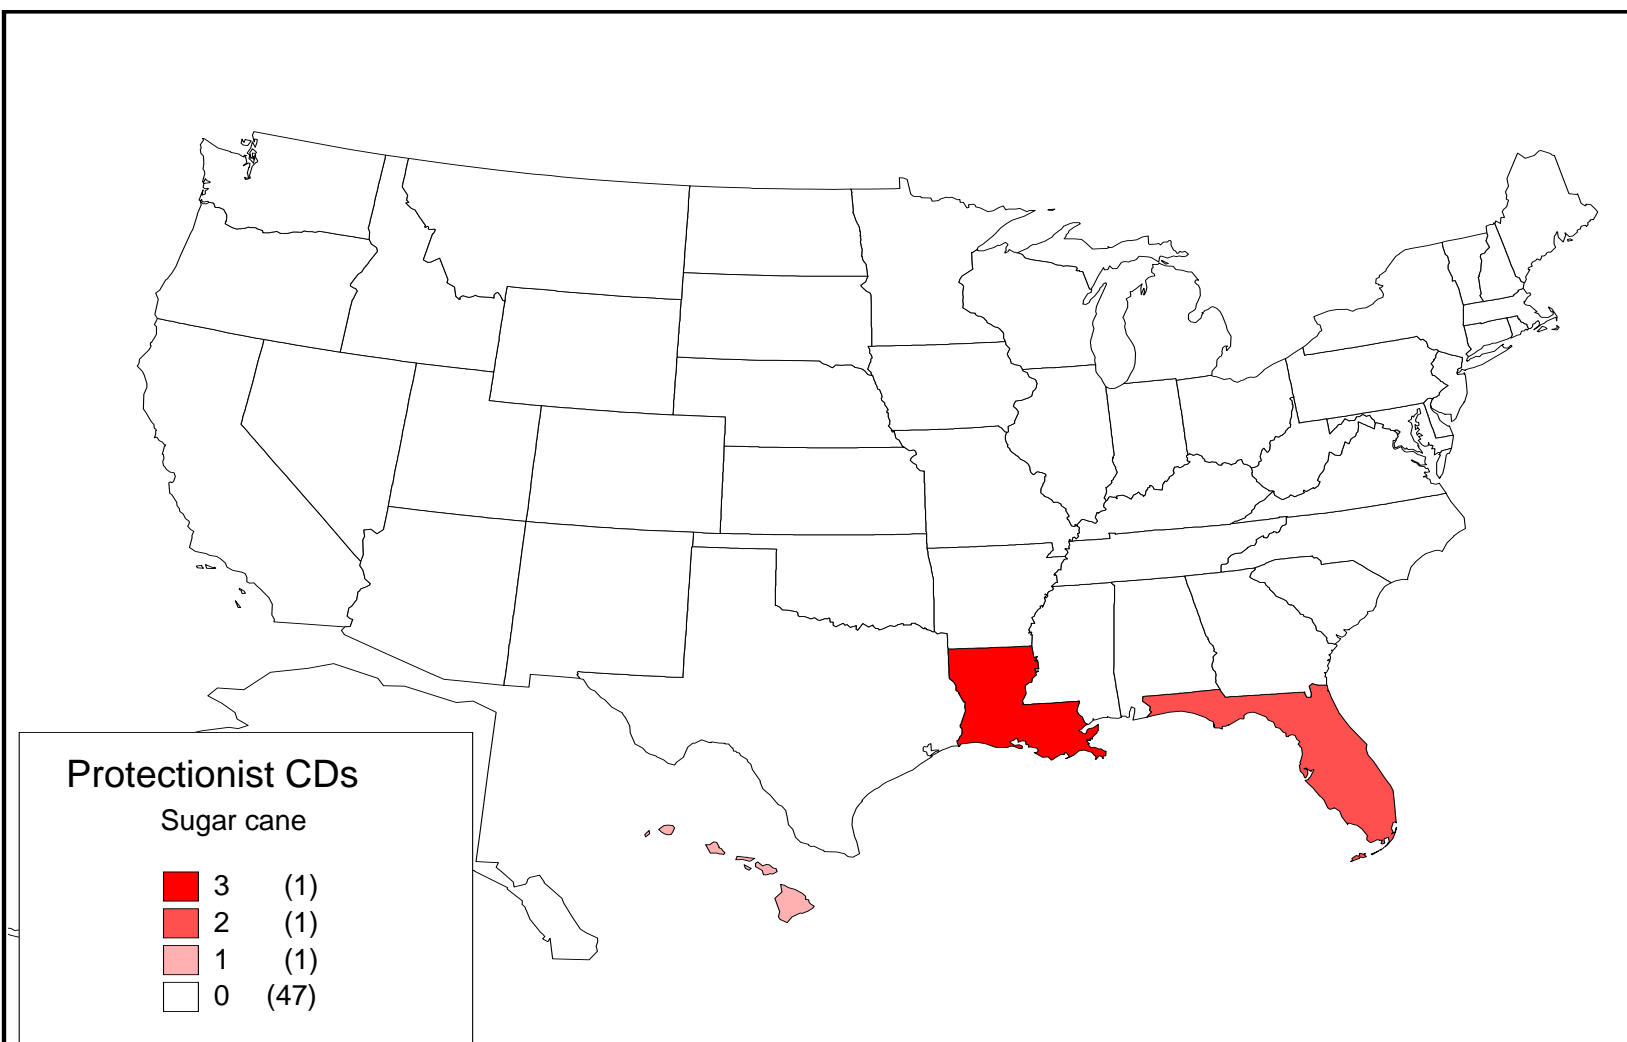 Protectionist CDs
Sugar cane
3 (1)
2 (1)
1 (1)
0 (47)